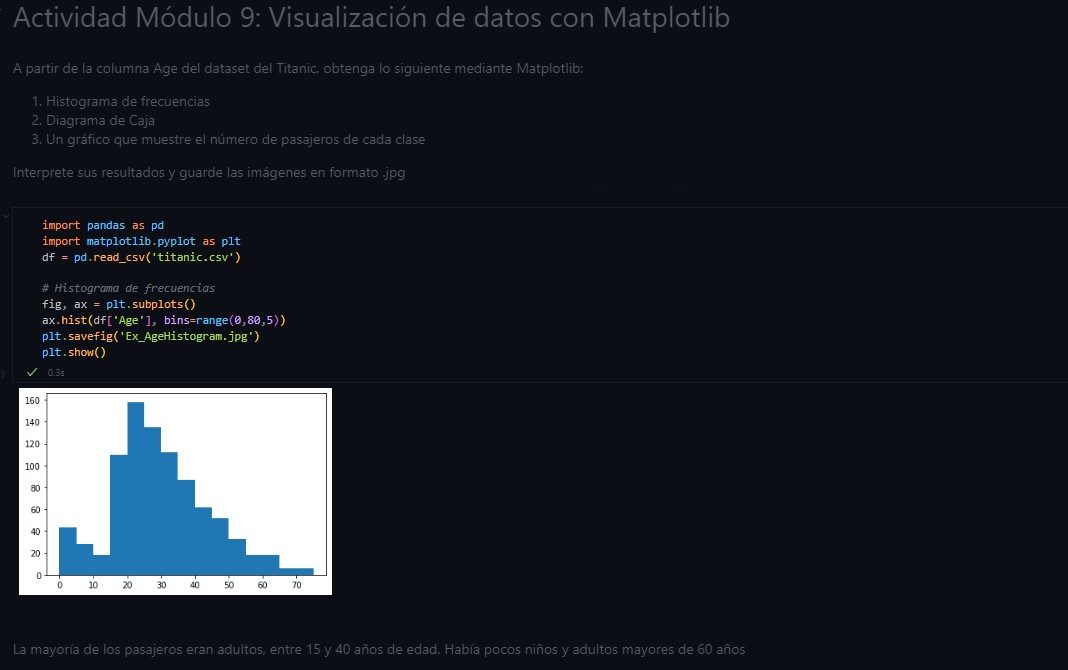 Actividad Módulo 9: Visualización de datos con Matplotlib
A partir de la columna Age del dataset del Titanic, obtenga lo siguiente mediante Matplotlib:
1. Histograma de frecuencias
2. Diagrama de Caja
3. Un gráfico que muestre el número de pasajeros de cada clase
Interprete sus resultados y guarde las imágenes en formato .jpg
import pandas as pd
import matplotlib.pyplot as plt
df = pd.read_csv('titanic.csv')
# Histograma de frecuencias
fig, ax = plt.subplots()
ax.hist(df['Age'], bins=range(0,80,5))
plt.savefig('Ex_AgeHistogram.jpg')
plt.show()
0.3s
160
140
120
100
80
60
40
20
0
0 10 20 30 40 50 60 70
La mayoría de los pasajeros eran adultos, entre 15 y 40 años de edad. Había pocos niños y adultos mayores de 60 años